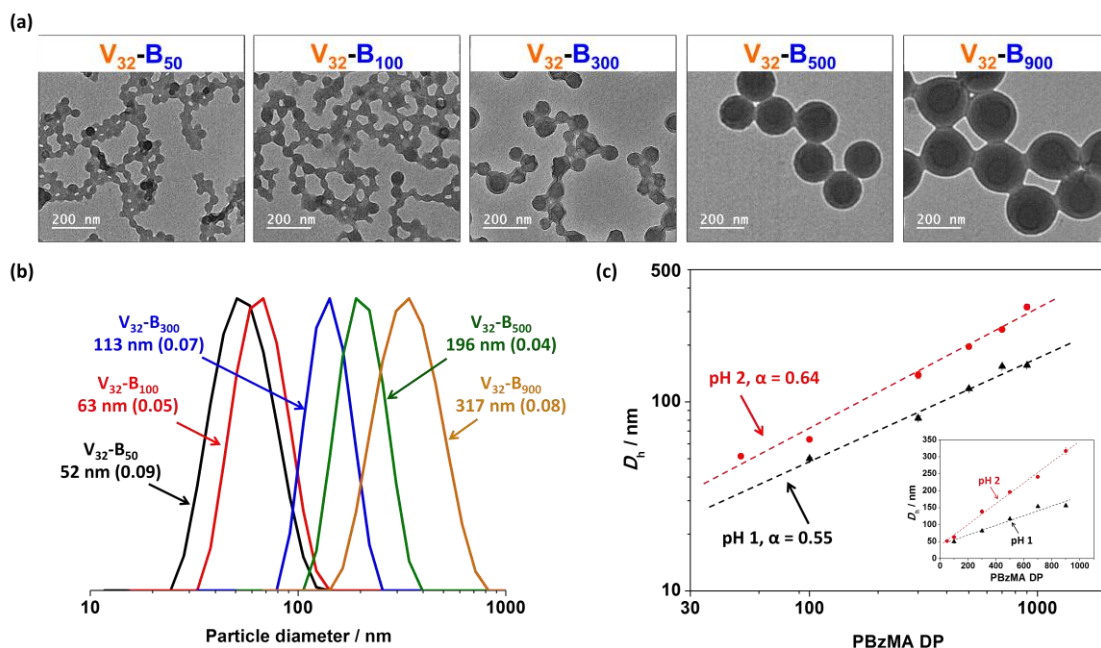 (a)
V₃₂-B₅₀
V₃₂-B₁₀₀
V₃₂-B₃₀₀
V₃₂-B₅₀₀
V₃₂-B₉₀₀
200 nm
200 nm
200 nm
200 nm
200 nm
(b)
V₃₂-B₃₀₀
113 nm (0.07)
V₃₂-B₁₀₀
63 nm (0.05)
V₃₂-B₅₀
52 nm (0.09)
V₃₂-B₅₀₀
196 nm (0.04)
V₃₂-B₉₀₀
317 nm (0.08)
10
100
1000
Particle diameter / nm
(c)
500
100
10
Dₕ / nm
pH 2, α = 0.64
pH 1, α = 0.55
30
100
1000
PBzMA DP
350
300
250
200
150
100
50
0
Dₕ / nm
pH 2
pH 1
0
200
400
600
800
1000
PBzMA DP